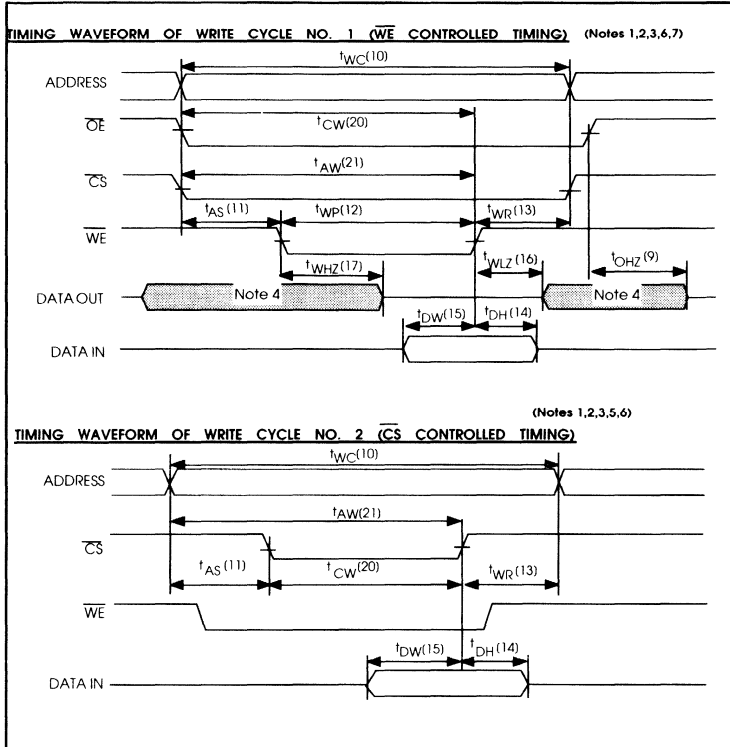 TIMING WAVEFORM OF WRITE CYCLE NO. 1 (WE CONTROLLED TIMING) (Notes 1,2,3,6,7)
tWC(10)
ADDRESS
tCW(20)
OE
tAW(21)
CS
tAS(11) tWP(12) tWR(13)
WE
tWHZ(17) tWLZ(16) tOHZ(9)
DATA OUT Note 4 Note 4
tDW(15) tDH(14)
DATA IN
(Notes 1,2,3,5,6)
TIMING WAVEFORM OF WRITE CYCLE NO. 2 (CS CONTROLLED TIMING)
tWC(10)
ADDRESS
tAW(21)
CS
tAS(11) tCW(20) tWR(13)
WE
tDW(15) tDH(14)
DATA IN